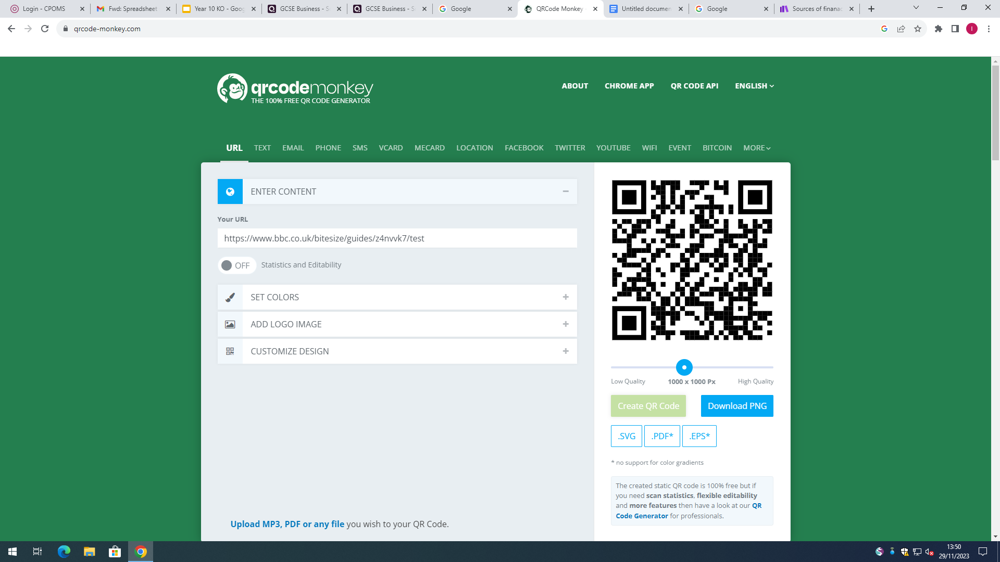 Login - CPOMS
Fwd: Spreadsheet
Year 10 KO - Goog
GCSE Business - S
GCSE Business - S
Google
QRCode Monkey
Untitled documen
Google
Sources of finanac
qrcode-monkey.com
I
qrcodemonkey
THE 100% FREE QR CODE GENERATOR
ABOUT
CHROME APP
QR CODE API
ENGLISH
URL
TEXT
EMAIL
PHONE
SMS
VCARD
MECARD
LOCATION
FACEBOOK
TWITTER
YOUTUBE
WIFI
EVENT
BITCOIN
MORE
ENTER CONTENT
Your URL
https://www.bbc.co.uk/bitesize/guides/z4nvvk7/test
OFF
Statistics and Editability
SET COLORS
ADD LOGO IMAGE
CUSTOMIZE DESIGN
Upload MP3, PDF or any file you wish to your QR Code.
Low Quality
1000 x 1000 Px
High Quality
Create QR Code
Download PNG
.SVG
.PDF*
.EPS*
* no support for color gradients
The created static QR code is 100% free but if
you need scan statistics, flexible editability
and more features then have a look at our QR
Code Generator for professionals.
13:50
29/11/2023